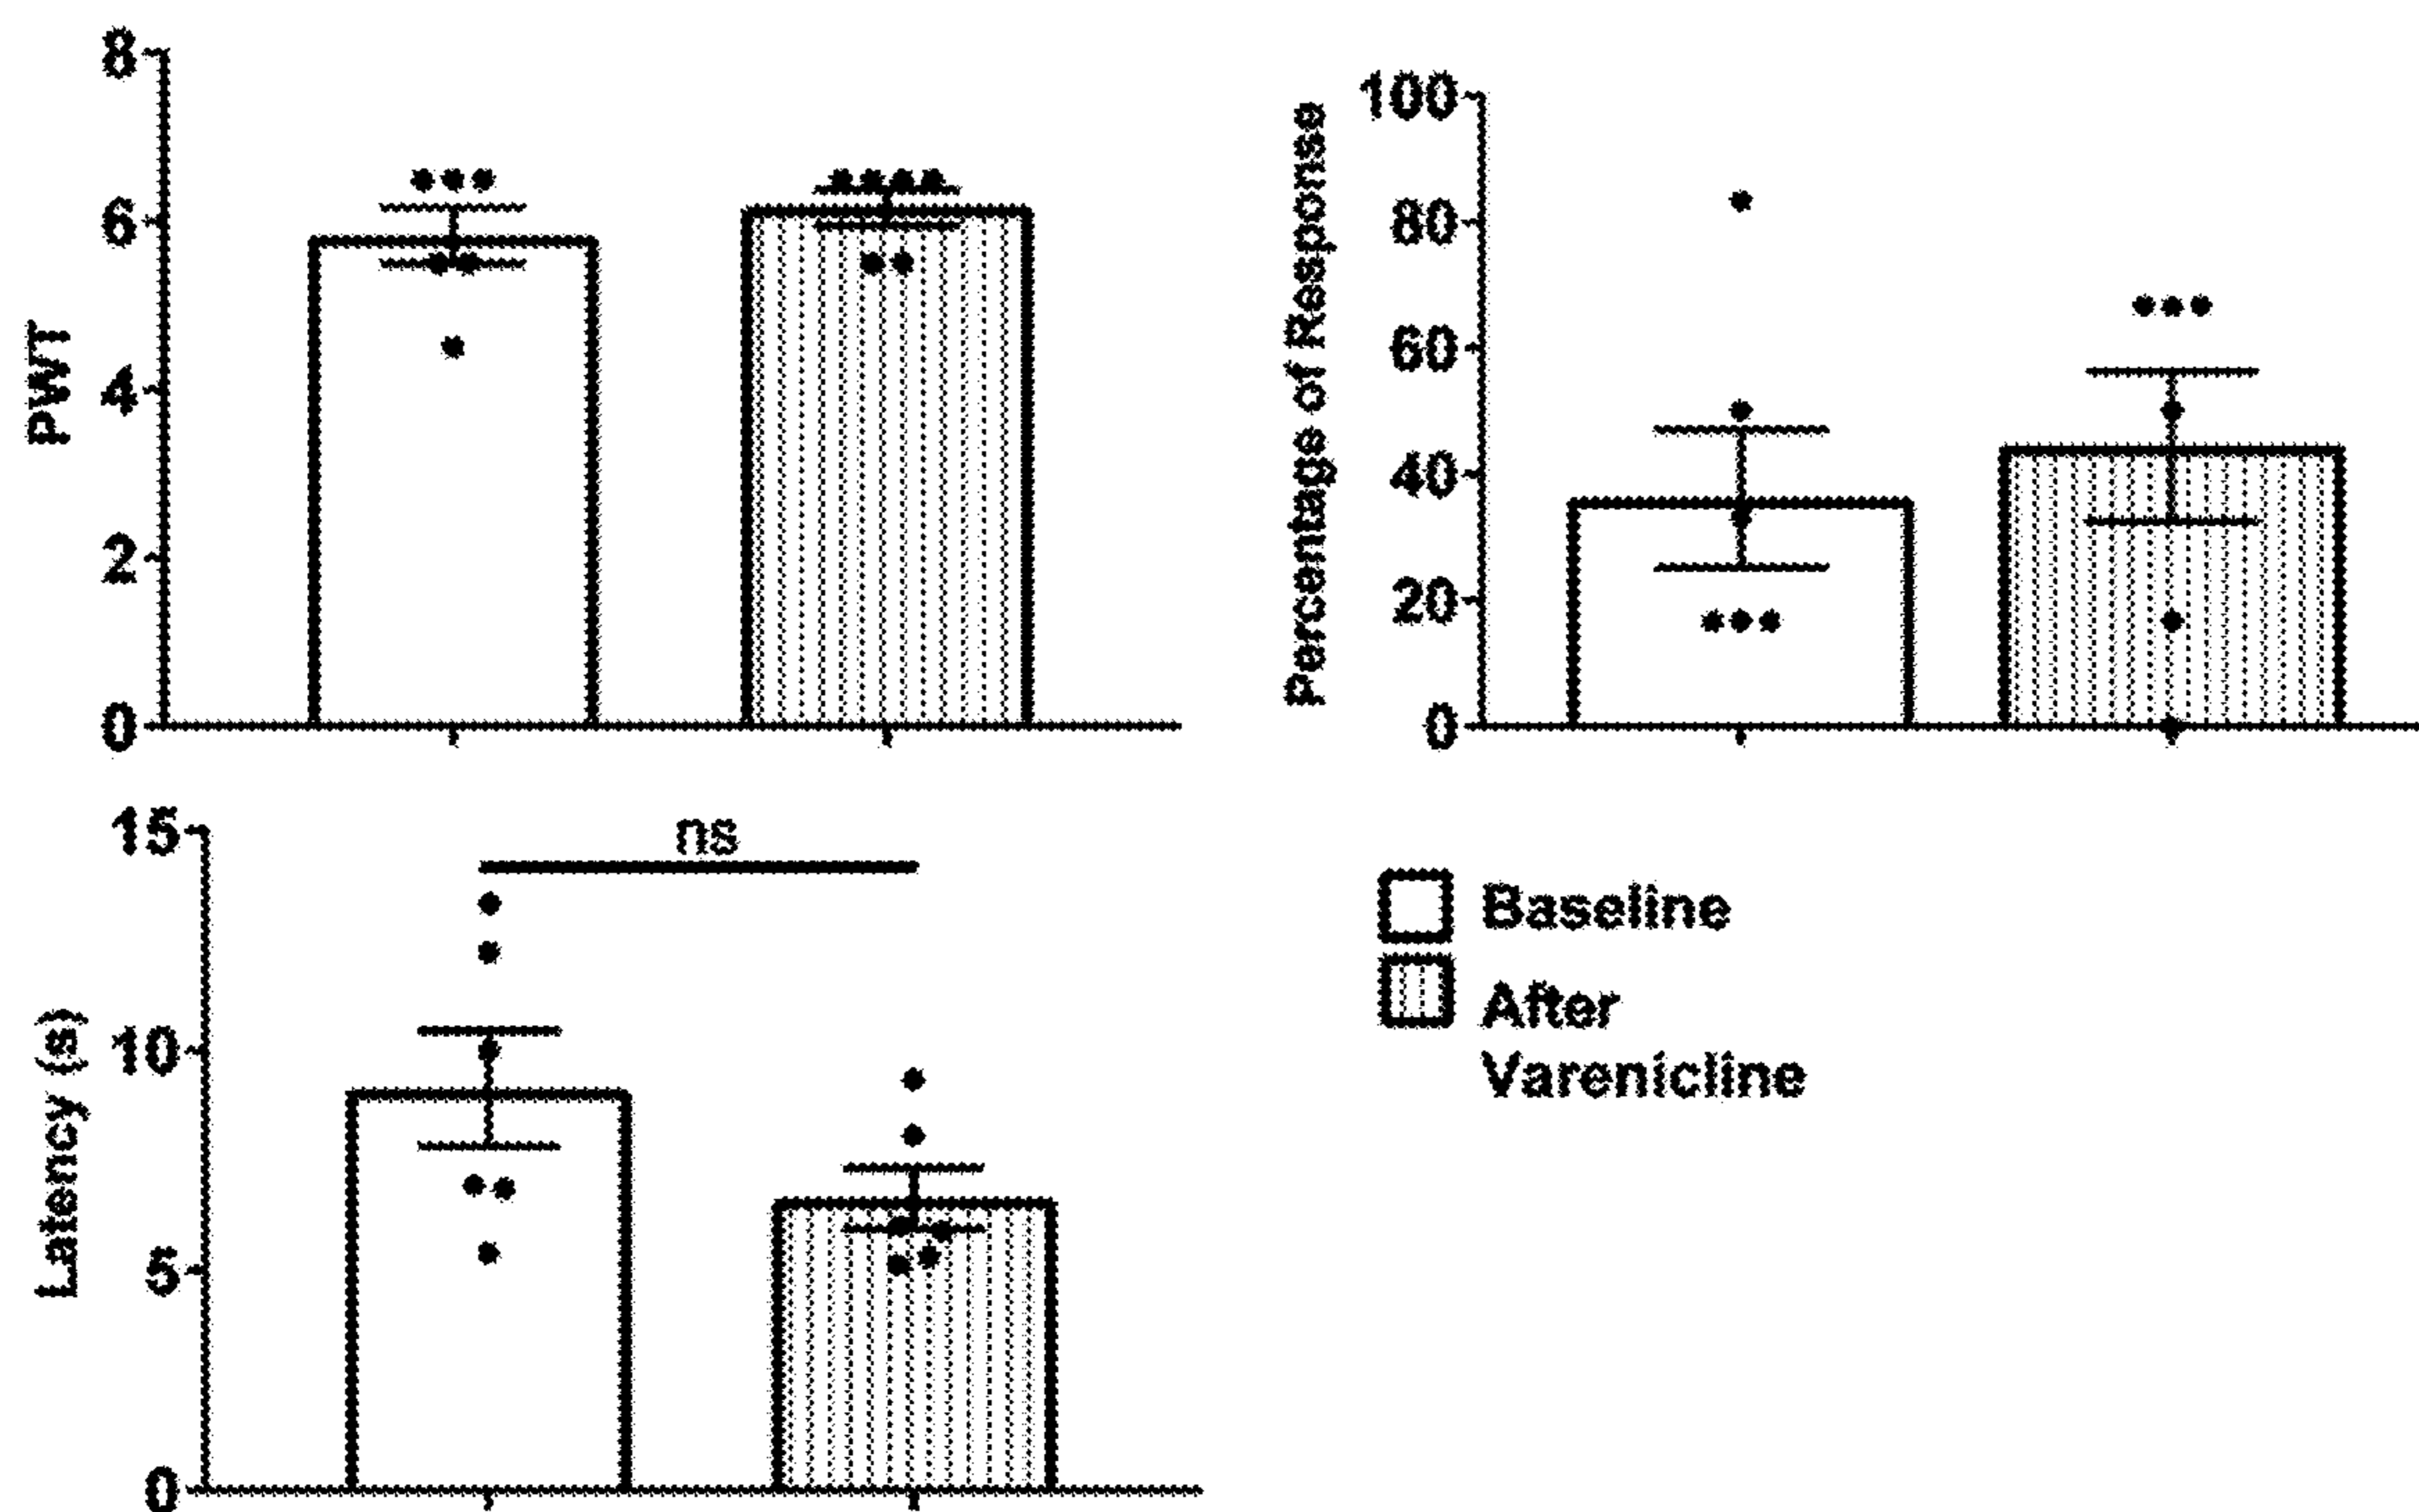 8
6
4
2
0
PWT
100
80
60
40
20
0
Percentage of Response
15
10
5
0
Latency (s)
ns
Baseline
After
Varenicline